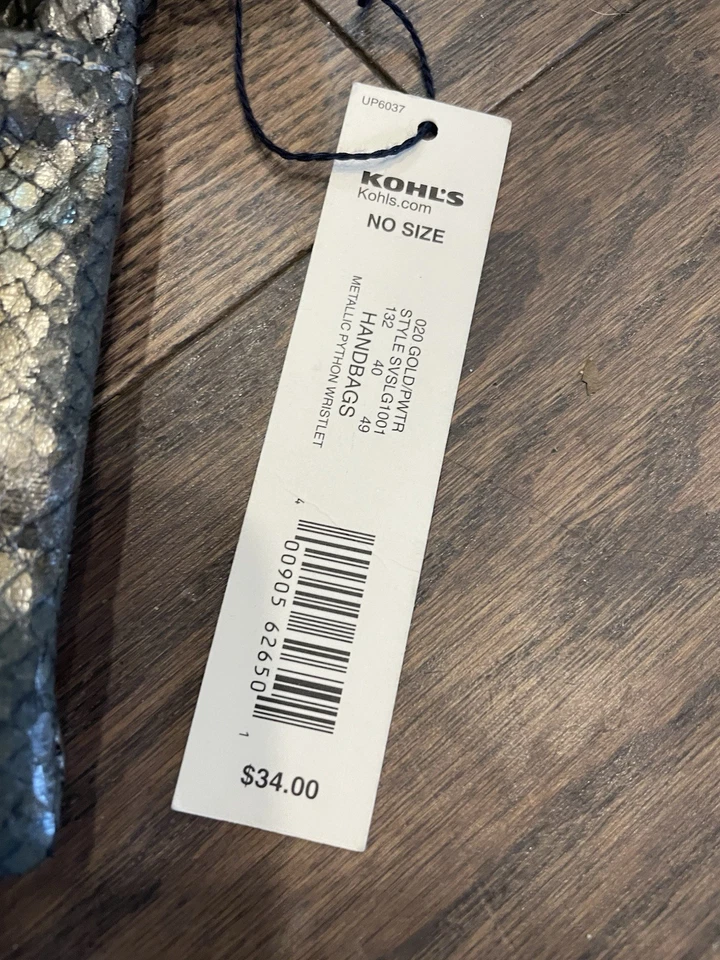 UP6037
KOHL'S
Kohls.com
NO SIZE
020 GOLD/PWTR
STYLE SVSLG1001
132 40 49
HANDBAGS
METALLIC PYTHON WRISTLET
4 00905 62650 1
$34.00